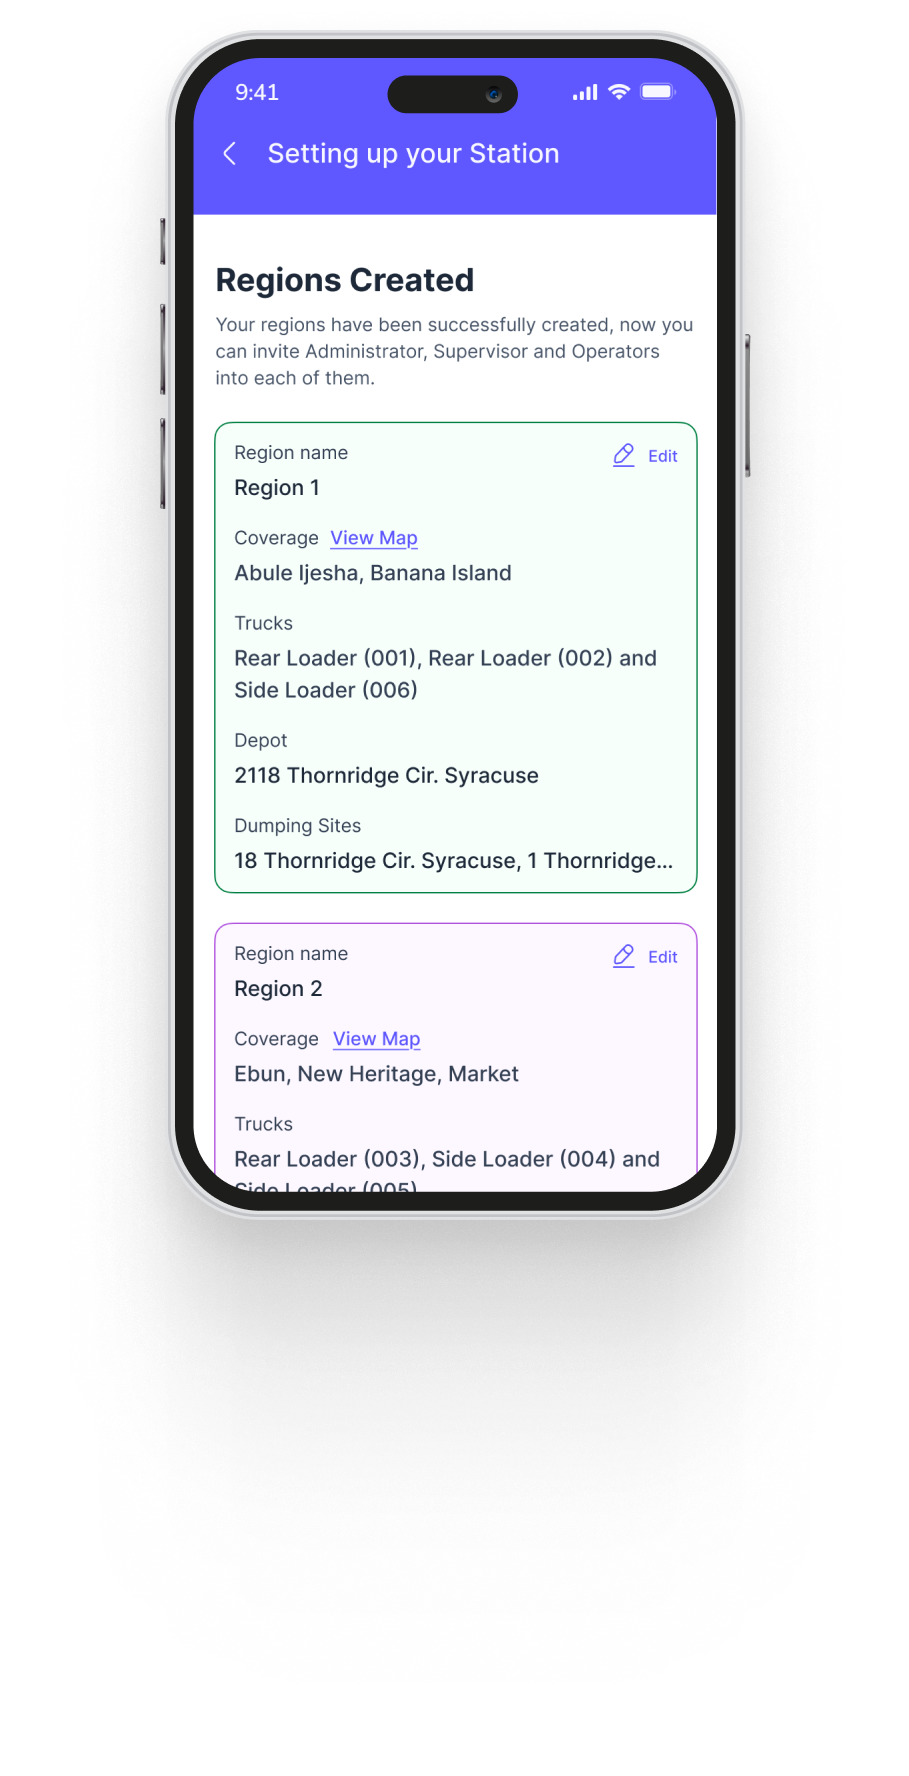 9:41
Setting up your Station
Regions Created
Your regions have been successfully created, now you
can invite Administrator, Supervisor and Operators
into each of them.
Region name
Edit
Region 1
Coverage View Map
Abule Ijesha, Banana Island
Trucks
Rear Loader (001), Rear Loader (002) and
Side Loader (006)
Depot
2118 Thornridge Cir. Syracuse
Dumping Sites
18 Thornridge Cir. Syracuse, 1 Thornridge...
Region name
Edit
Region 2
Coverage View Map
Ebun, New Heritage, Market
Trucks
Rear Loader (003), Side Loader (004) and
Side Loader (005)